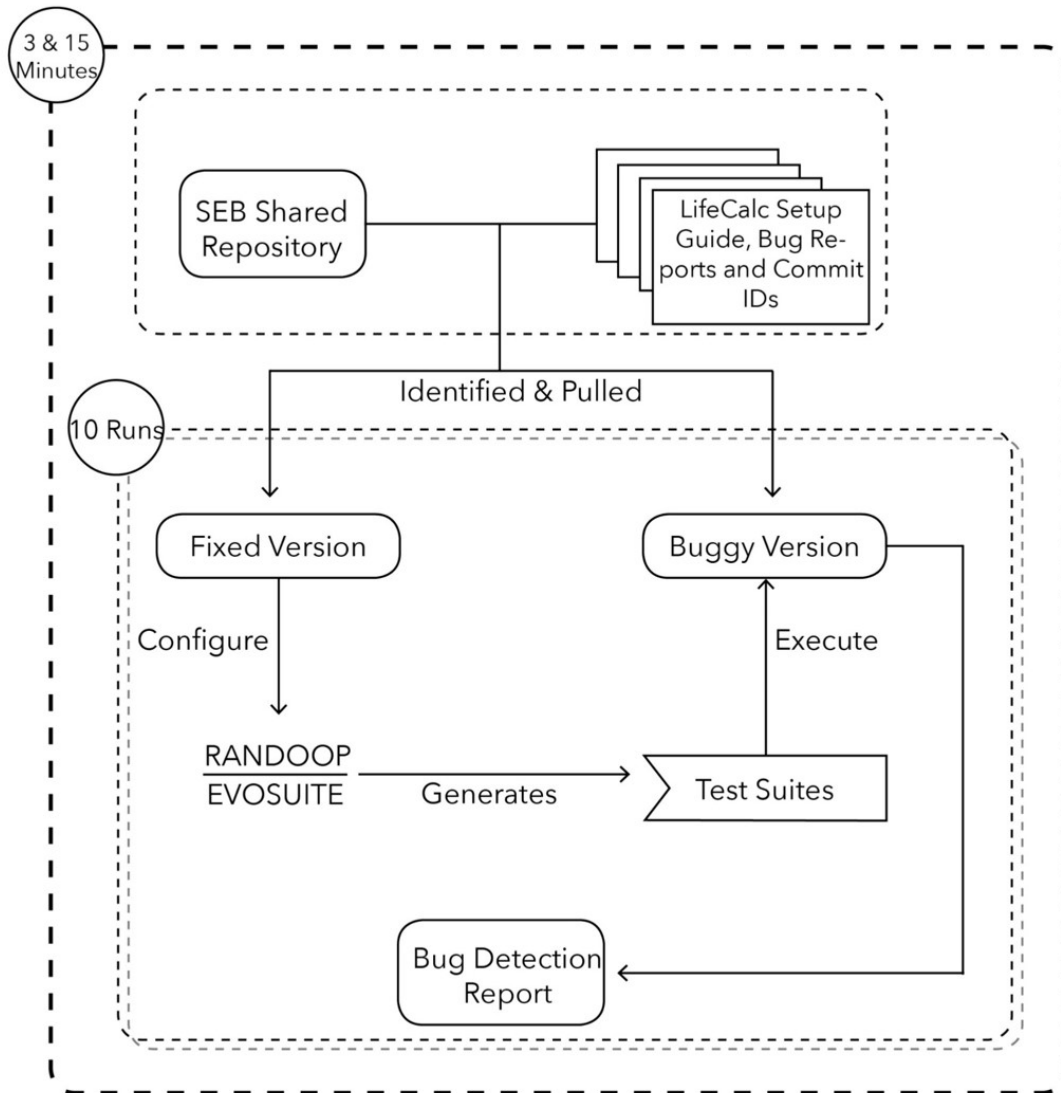 3 & 15
Minutes
SEB Shared
Repository
LifeCalc Setup
Guide, Bug Re-
ports and Commit
IDs
Identified & Pulled
10 Runs
Fixed Version
Buggy Version
Configure
Execute
RANDOOP
EVOSUITE
Generates
Test Suites
Bug Detection
Report